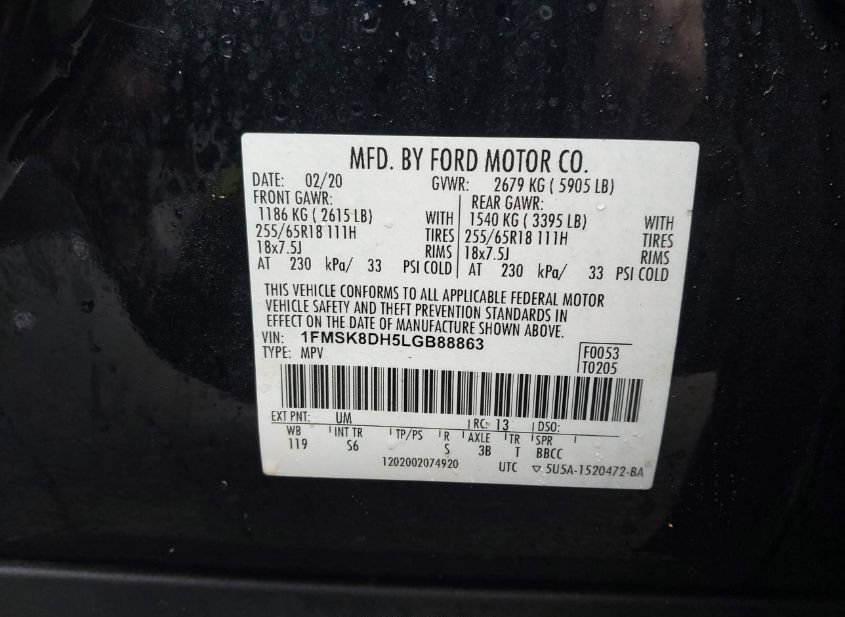 MFD. BY FORD MOTOR CO.
DATE: 02/20 GVWR: 2679 KG ( 5905 LB)
FRONT GAWR: REAR GAWR:
1186 KG ( 2615 LB) WITH 1540 KG ( 3395 LB) WITH
255/65R18 111H TIRES 255/65R18 111H TIRES
18x7.5J RIMS 18x7.5J RIMS
AT 230 kPa/ 33 PSI COLD AT 230 kPa/ 33 PSI COLD
THIS VEHICLE CONFORMS TO ALL APPLICABLE FEDERAL MOTOR
VEHICLE SAFETY AND THEFT PREVENTION STANDARDS IN
EFFECT ON THE DATE OF MANUFACTURE SHOWN ABOVE.
VIN: 1FMSK8DH5LGB88863 F0053
TYPE: MPV T0205
EXT PNT: UM RC: 13 DSO:
WB INT TR TP/PS R AXLE TR SPR
119 S6 S 3B T BBCC
1202002074920 UTC ▽ 5U5A-1520472-BA